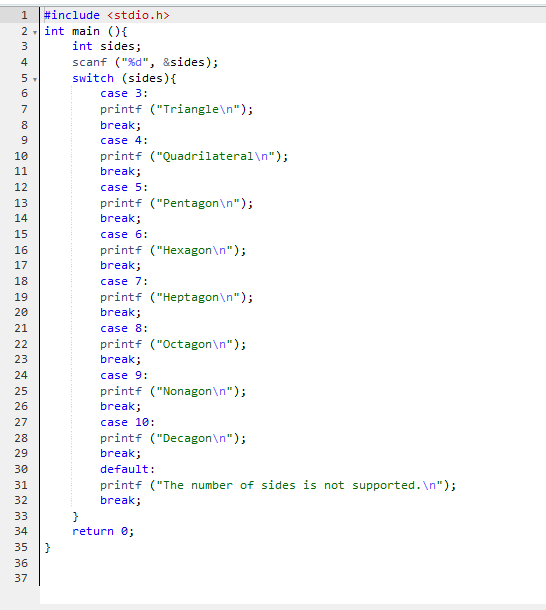 1 #include <stdio.h>
2 int main (){
3 int sides;
4 scanf ("%d", &sides);
5 switch (sides){
6 case 3:
7 printf ("Triangle\n");
8 break;
9 case 4:
10 printf ("Quadrilateral\n");
11 break;
12 case 5:
13 printf ("Pentagon\n");
14 break;
15 case 6:
16 printf ("Hexagon\n");
17 break;
18 case 7:
19 printf ("Heptagon\n");
20 break;
21 case 8:
22 printf ("Octagon\n");
23 break;
24 case 9:
25 printf ("Nonagon\n");
26 break;
27 case 10:
28 printf ("Decagon\n");
29 break;
30 default:
31 printf ("The number of sides is not supported.\n");
32 break;
33 }
34 return 0;
35 }
36
37